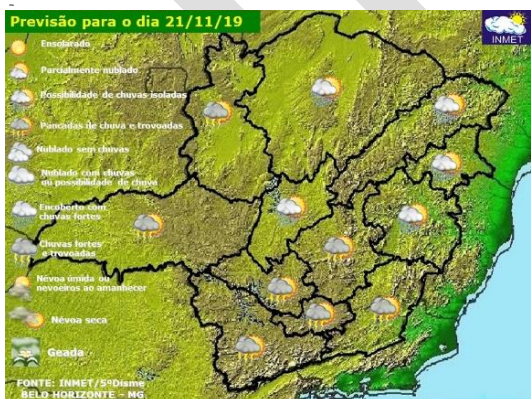 Previsão para o dia 21/11/19
INMET
Ensolarado
Parcialmente nublado
Possibilidade de chuvas isoladas
Pancadas de chuva e trovoadas
Nublado sem chuvas
Nublado com chuvas
ou possibilidade de chuva
Encoberto com
chuvas fortes
Chuvas fortes
e trovoadas
Névoa úmida ou
nevoeiros ao amanhecer
Névoa seca
Geada
FONTE: INMET/5ºDisme
BELO HORIZONTE - MG